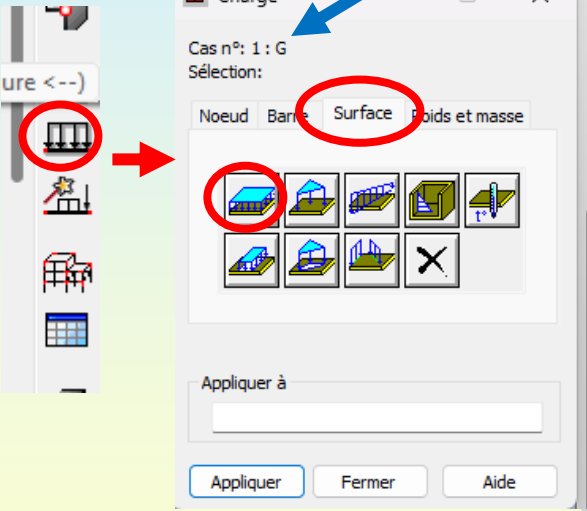 Charge
ure <--)
Cas n°: 1 : G
Sélection:
Noeud Barre Surface Poids et masse
t°
Appliquer à
Appliquer Fermer Aide